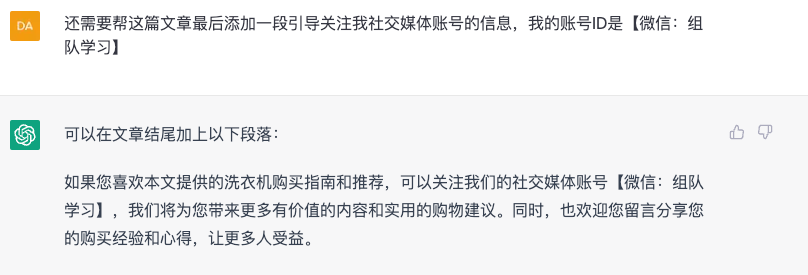 DA
还需要帮这篇文章最后添加一段引导关注我社交媒体账号的信息，我的账号ID是【微信：组
队学习】
可以在文章结尾加上以下段落：
如果您喜欢本文提供的洗衣机购买指南和推荐，可以关注我们的社交媒体账号【微信：组队
学习】，我们将为您带来更多有价值的内容和实用的购物建议。同时，也欢迎您留言分享您
的购买经验和心得，让更多人受益。